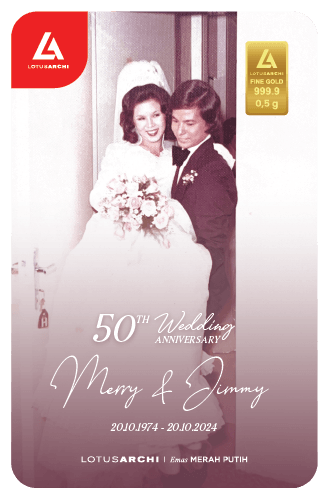 LOTUSARCHI
LOTUSARCHI
FINE GOLD
999.9
0,5 g
50TH Wedding
ANNIVERSARY
Merry & Jimmy
20.10.1974 - 20.10.2024
LOTUSARCHI | Emas MERAH PUTIH